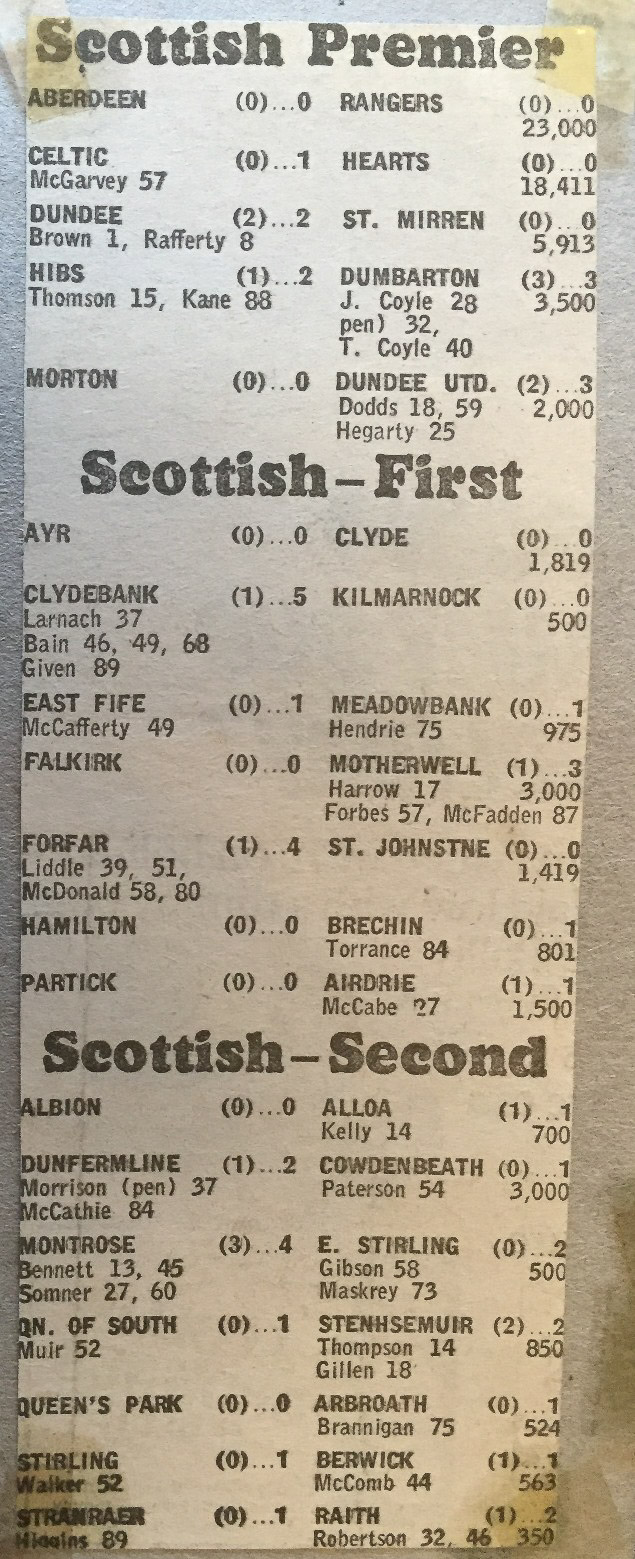 Scottish Premier
ABERDEEN (0)...0 RANGERS (0)...0
23,000
CELTIC (0)...1 HEARTS (0)...0
McGarvey 57 18,411
DUNDEE (2)...2 ST. MIRREN (0)...0
Brown 1, Rafferty 8 5,913
HIBS (1)...2 DUMBARTON (3)...3
Thomson 15, Kane 88 J. Coyle 28 3,500
pen) 32,
T. Coyle 40
MORTON (0)...0 DUNDEE UTD. (2)...3
Dodds 18, 59 2,000
Hegarty 25
Scottish–First
AYR (0)...0 CLYDE (0)...0
1,819
CLYDEBANK (1)...5 KILMARNOCK (0)...0
Larnach 37 500
Bain 46, 49, 68
Given 89
EAST FIFE (0)...1 MEADOWBANK (0)...1
McCafferty 49 Hendrie 75 975
FALKIRK (0)...0 MOTHERWELL (1)...3
Harrow 17 3,000
Forbes 57, McFadden 87
FORFAR (1)...4 ST. JOHNSTNE (0)...0
Liddle 39, 51, 1,419
McDonald 58, 80
HAMILTON (0)...0 BRECHIN (0)...1
Torrance 84 801
PARTICK (0)...0 AIRDRIE (1)...1
McCabe 27 1,500
Scottish–Second
ALBION (0)...0 ALLOA (1)...1
Kelly 14 700
DUNFERMLINE (1)...2 COWDENBEATH (0)...1
Morrison (pen) 37 Paterson 54 3,000
McCathie 84
MONTROSE (3)...4 E. STIRLING (0)...2
Bennett 13, 45 Gibson 58 500
Somner 27, 60 Maskrey 73
QN. OF SOUTH (0)...1 STENHSEMUIR (2)...2
Muir 52 Thompson 14 850
Gillen 18
QUEEN'S PARK (0)...0 ARBROATH (0)...1
Brannigan 75 524
STIRLING (0)...1 BERWICK (1)...1
Walker 52 McComb 44 563
STRANRAER (0)...1 RAITH (1)...2
Higgins 89 Robertson 32, 46 350